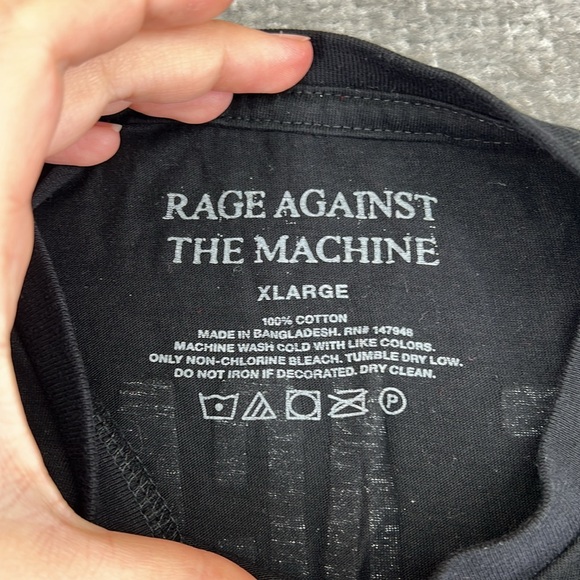 RAGE AGAINST
THE MACHINE
XLARGE
100% COTTON
MADE IN BANGLADESH. RN# 147946
MACHINE WASH COLD WITH LIKE COLORS.
ONLY NON-CHLORINE BLEACH. TUMBLE DRY LOW.
DO NOT IRON IF DECORATED. DRY CLEAN.
P